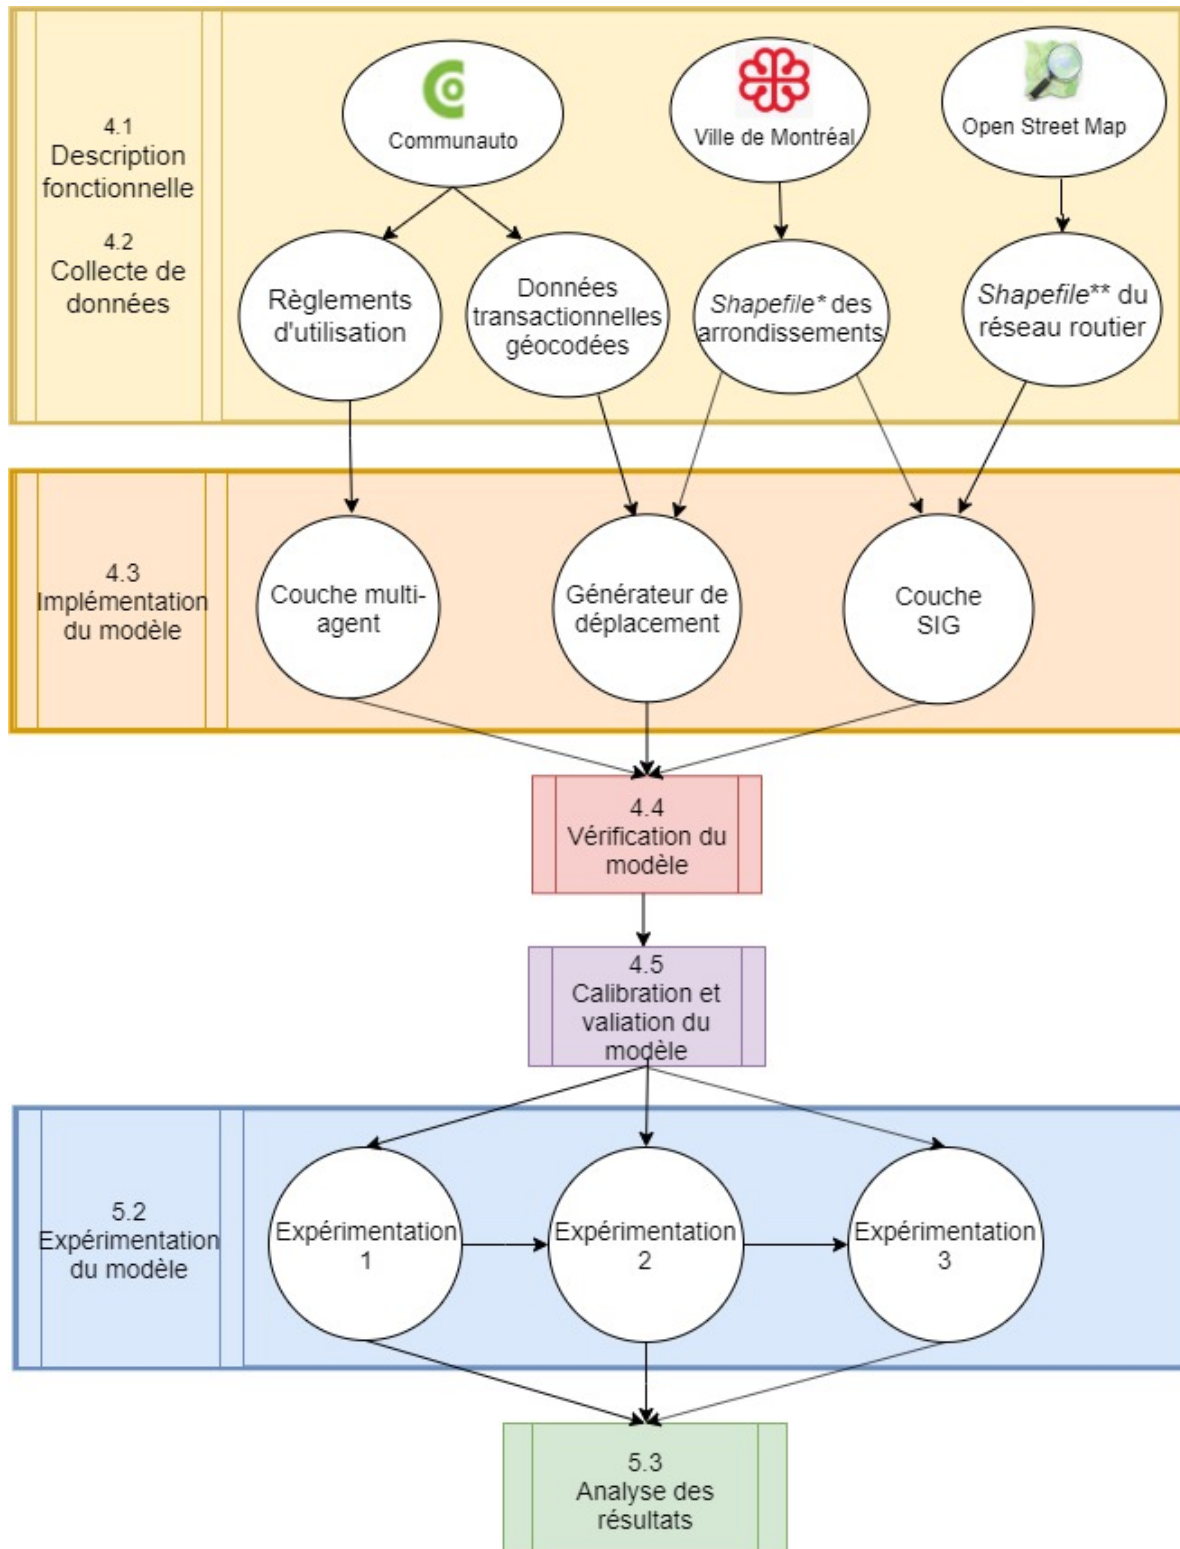 4.1
Description
fonctionnelle
4.2
Collecte de
données
Communauto
Ville de Montréal
Open Street Map
Règlements
d'utilisation
Données
transactionnelles
géocodées
Shapefile* des
arrondissements
Shapefile** du
réseau routier
4.3
Implémentation
du modèle
Couche multi-
agent
Générateur de
déplacement
Couche
SIG
4.4
Vérification du
modèle
4.5
Calibration et
valiation du
modèle
5.2
Expérimentation
du modèle
Expérimentation
1
Expérimentation
2
Expérimentation
3
5.3
Analyse des
résultats